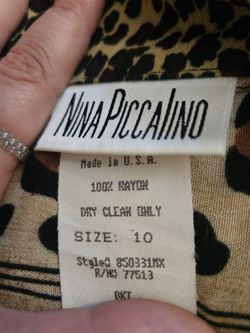 NINA PICCALINO
Made in U.S.A.
100% RAYON
DRY CLEAN ONLY
SIZE: 10
Style# 850331MX
R/N# 77513
BKT